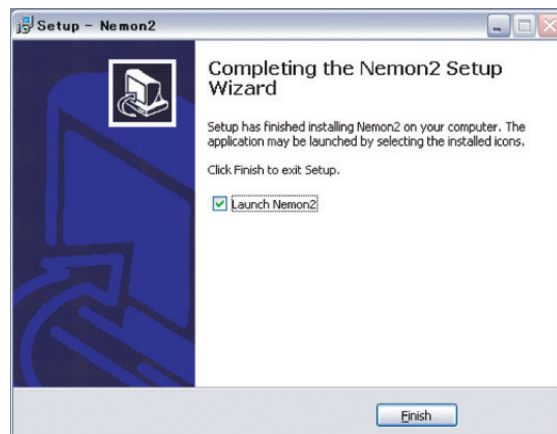 Setup - Nemon2
Completing the Nemon2 Setup
Wizard
Setup has finished installing Nemon2 on your computer. The
application may be launched by selecting the installed icons.
Click Finish to exit Setup.
Launch Nemon2
Finish